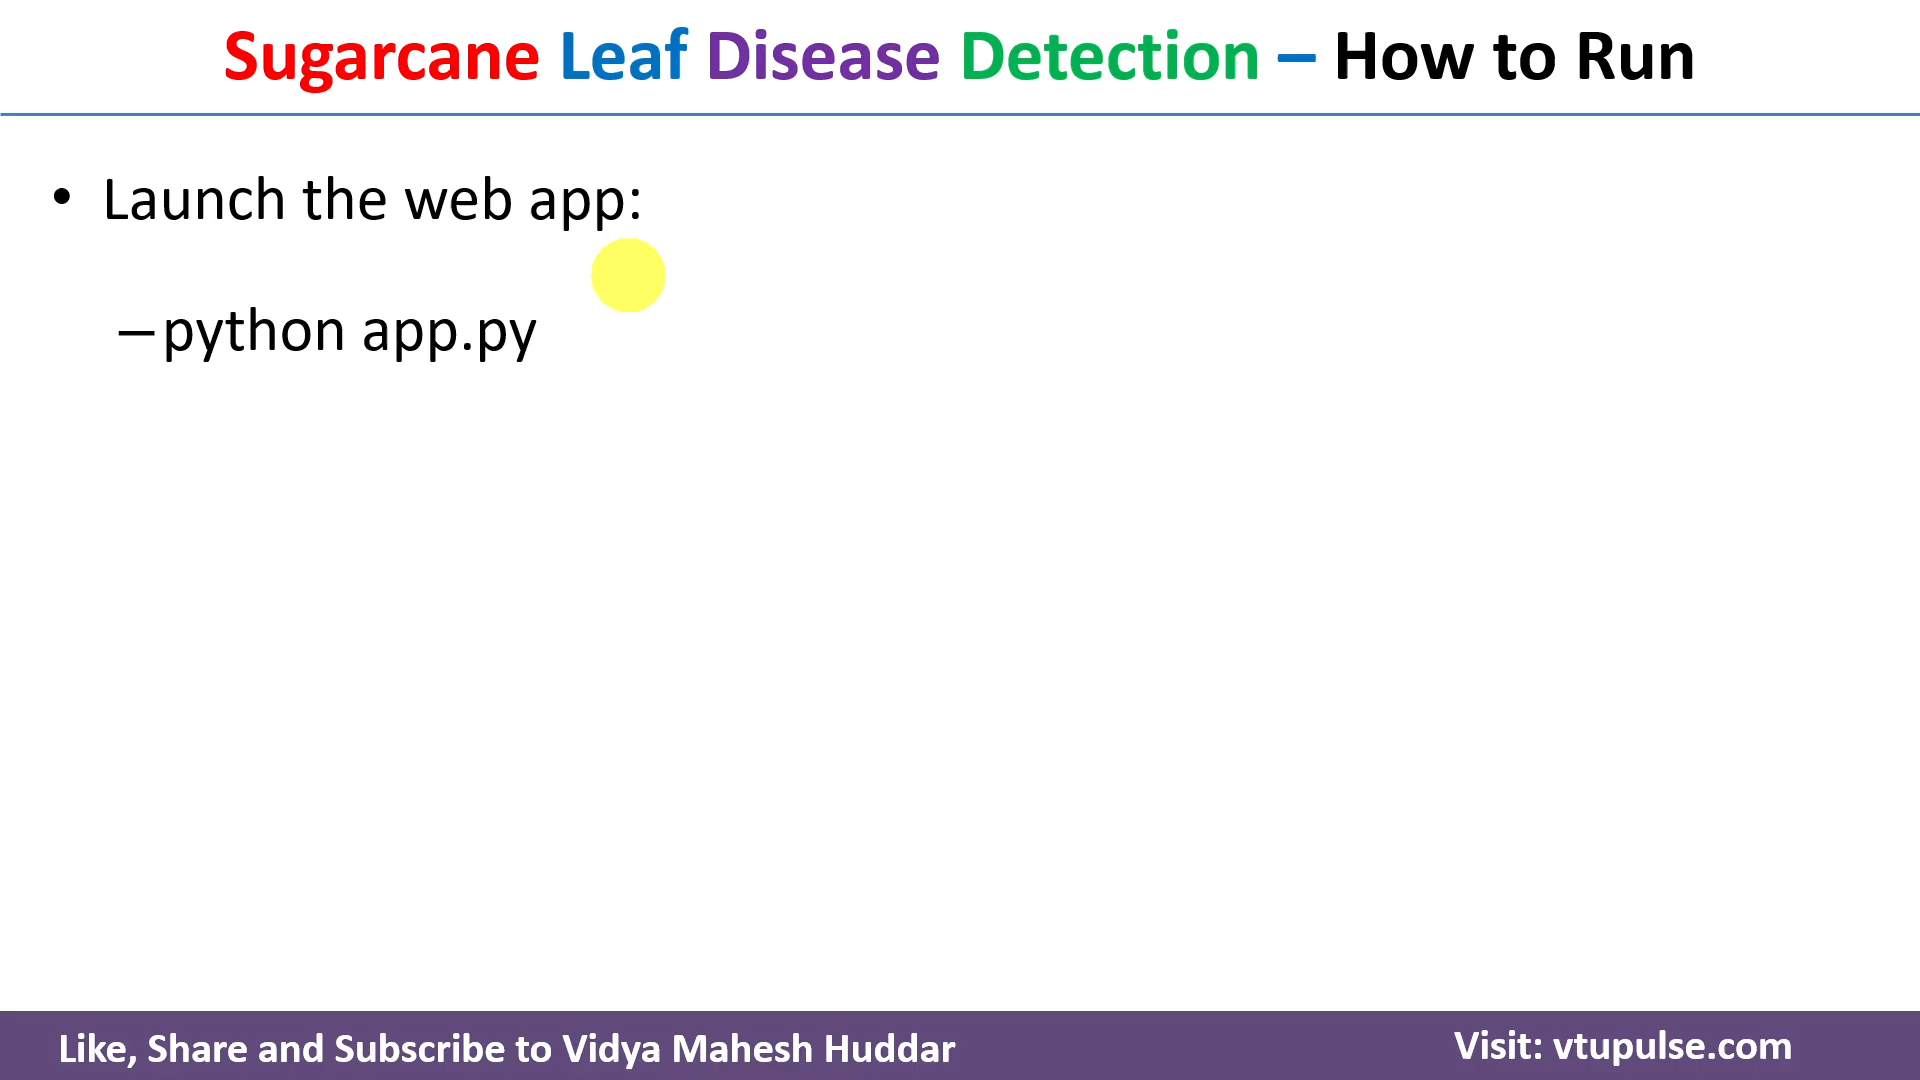 Sugarcane Leaf Disease Detection – How to Run
• Launch the web app:
–python app.py
Like, Share and Subscribe to Vidya Mahesh Huddar
Visit: vtupulse.com